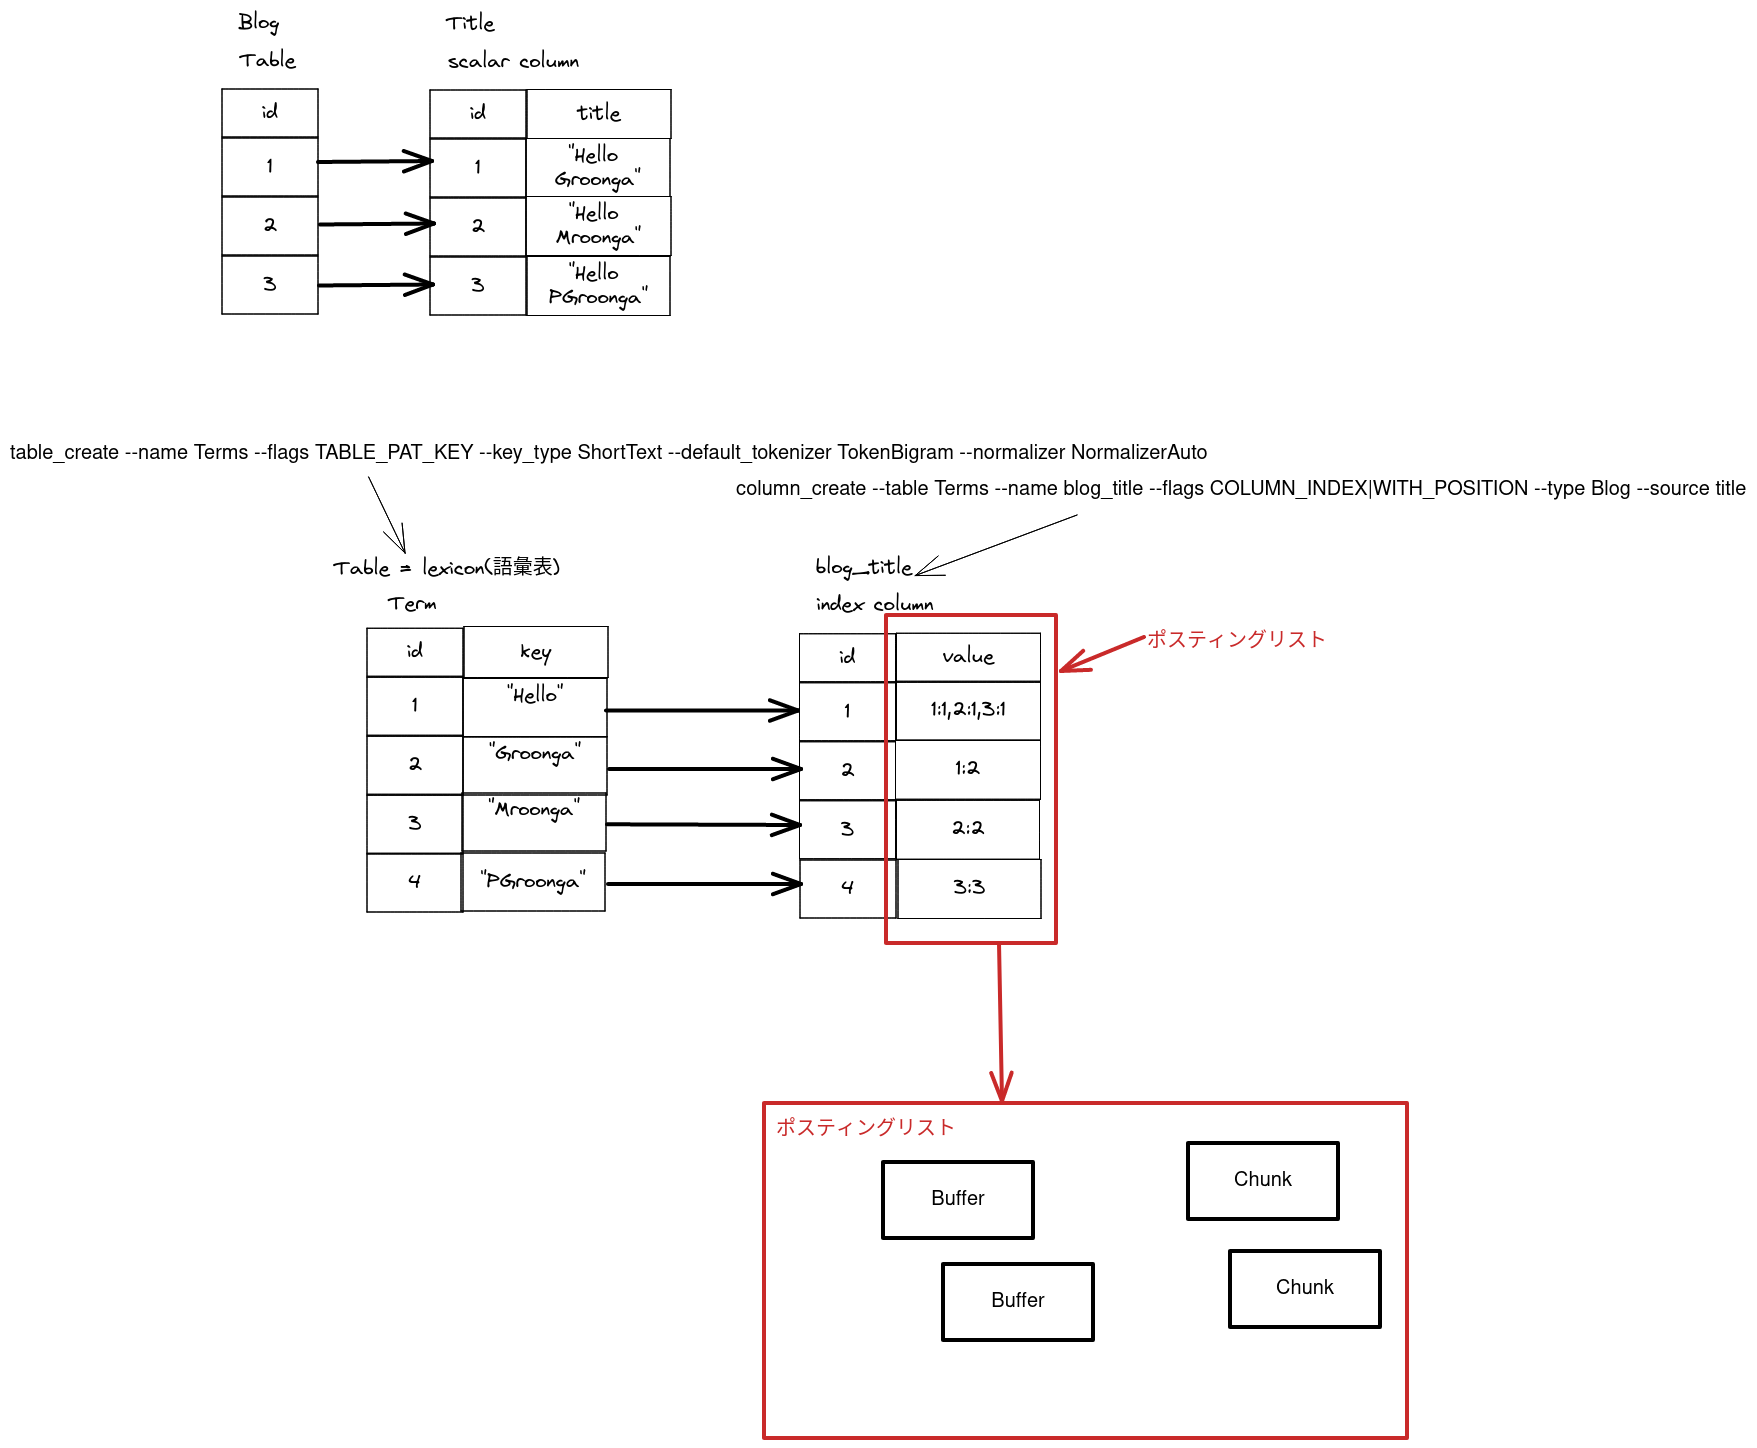 Blog
Table
Title
scalar column
id
id
title
1
1
"Hello
Groonga"
2
2
"Hello
Mroonga"
3
3
"Hello
PGroonga"
table_create --name Terms --flags TABLE_PAT_KEY --key_type ShortText --default_tokenizer TokenBigram --normalizer NormalizerAuto
column_create --table Terms --name blog_title --flags COLUMN_INDEX|WITH_POSITION --type Blog --source title
Table = lexicon(語彙表)
Term
blog_title
index column
ポスティングリスト
id
key
id
value
1
"Hello"
1
1:1,2:1,3:1
2
"Groonga"
2
1:2
3
"Mroonga"
3
2:2
4
"PGroonga"
4
3:3
ポスティングリスト
Buffer
Chunk
Buffer
Chunk